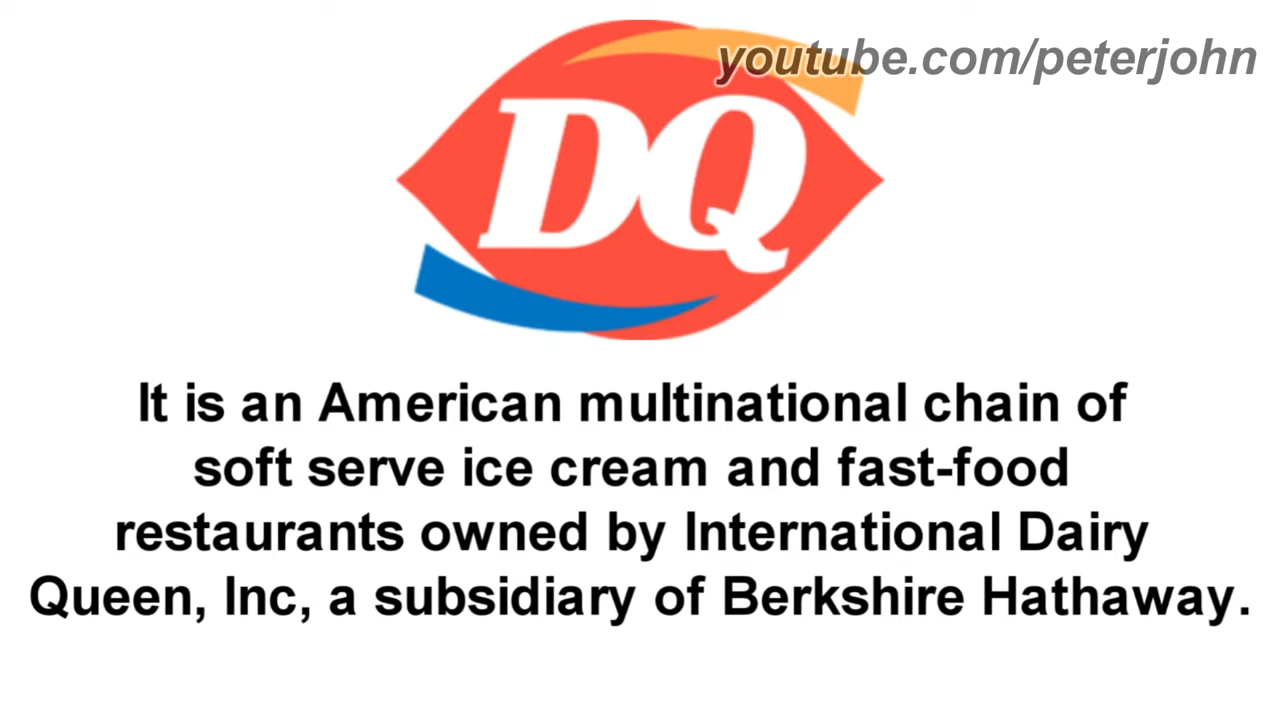 youtube.com/peterjohn
DQ
It is an American multinational chain of
soft serve ice cream and fast-food
restaurants owned by International Dairy
Queen, Inc, a subsidiary of Berkshire Hathaway.